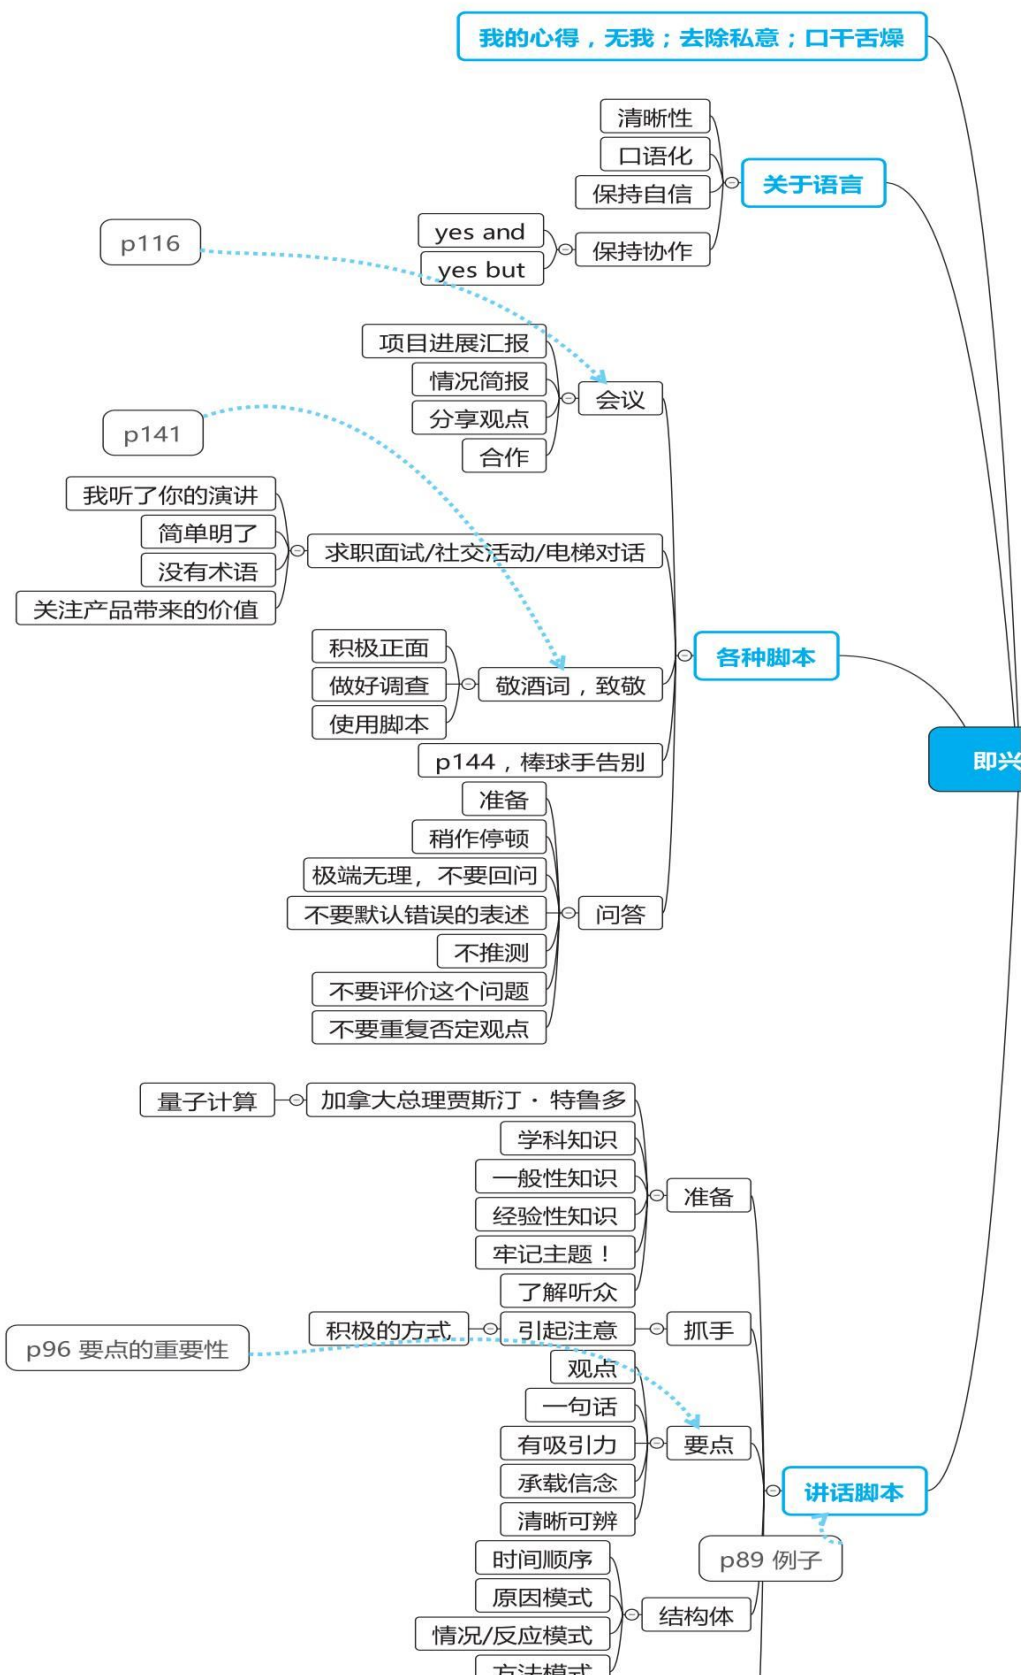 我的心得，无我；去除私意；口干舌燥
清晰性
口语化
保持自信
关于语言
yes and
yes but
保持协作
p116
项目进展汇报
情况简报
分享观点
合作
会议
p141
我听了你的演讲
简单明了
没有术语
关注产品带来的价值
求职面试/社交活动/电梯对话
各种脚本
积极正面
做好调查
使用脚本
敬酒词，致敬
p144，棒球手告别
即兴
准备
稍作停顿
极端无理，不要回问
不要默认错误的表述
不推测
不要评价这个问题
不要重复否定观点
问答
量子计算
加拿大总理贾斯汀·特鲁多
学科知识
一般性知识
经验性知识
牢记主题！
了解听众
准备
积极的方式
引起注意
抓手
p96 要点的重要性
观点
一句话
有吸引力
承载信念
清晰可辨
要点
讲话脚本
p89 例子
时间顺序
原因模式
情况/反应模式
方法模式
结构体